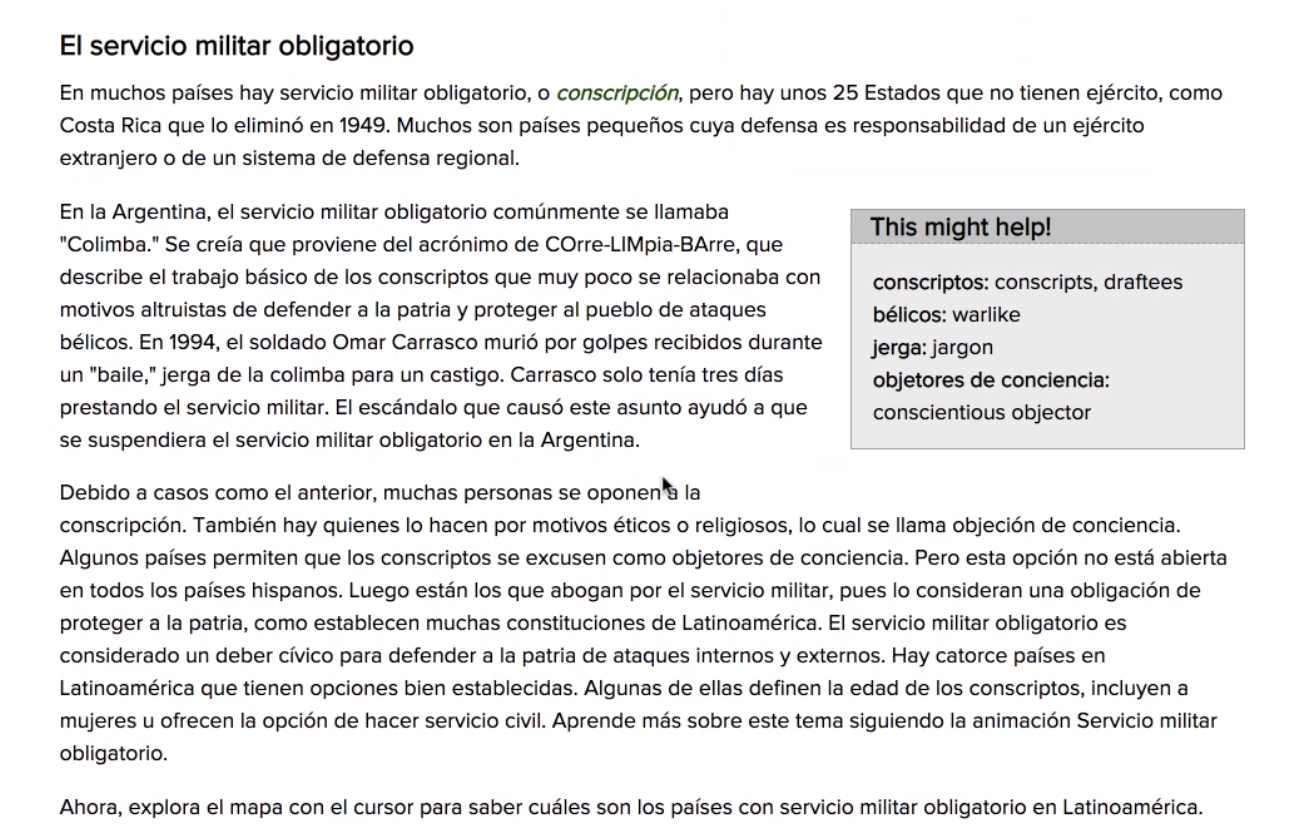 El servicio militar obligatorio
En muchos países hay servicio militar obligatorio, o conscripción, pero hay unos 25 Estados que no tienen ejército, como
Costa Rica que lo eliminó en 1949. Muchos son países pequeños cuya defensa es responsabilidad de un ejército
extranjero o de un sistema de defensa regional.
En la Argentina, el servicio militar obligatorio comúnmente se llamaba
"Colimba." Se creía que proviene del acrónimo de COrre-LIMpia-BArre, que
describe el trabajo básico de los conscriptos que muy poco se relacionaba con
motivos altruistas de defender a la patria y proteger al pueblo de ataques
bélicos. En 1994, el soldado Omar Carrasco murió por golpes recibidos durante
un "baile," jerga de la colimba para un castigo. Carrasco solo tenía tres días
prestando el servicio militar. El escándalo que causó este asunto ayudó a que
se suspendiera el servicio militar obligatorio en la Argentina.
This might help!
conscriptos: conscripts, draftees
bélicos: warlike
jerga: jargon
objetores de conciencia:
conscientious objector
Debido a casos como el anterior, muchas personas se oponen a la
conscripción. También hay quienes lo hacen por motivos éticos o religiosos, lo cual se llama objeción de conciencia.
Algunos países permiten que los conscriptos se excusen como objetores de conciencia. Pero esta opción no está abierta
en todos los países hispanos. Luego están los que abogan por el servicio militar, pues lo consideran una obligación de
proteger a la patria, como establecen muchas constituciones de Latinoamérica. El servicio militar obligatorio es
considerado un deber cívico para defender a la patria de ataques internos y externos. Hay catorce países en
Latinoamérica que tienen opciones bien establecidas. Algunas de ellas definen la edad de los conscriptos, incluyen a
mujeres u ofrecen la opción de hacer servicio civil. Aprende más sobre este tema siguiendo la animación Servicio militar
obligatorio.
Ahora, explora el mapa con el cursor para saber cuáles son los países con servicio militar obligatorio en Latinoamérica.